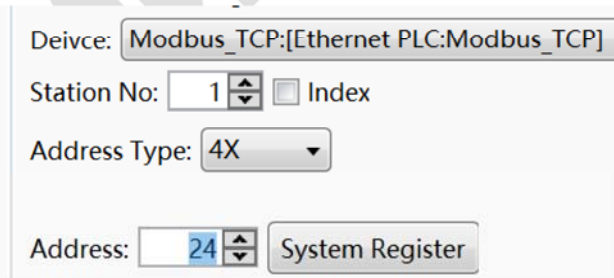 Deivce: Modbus_TCP:[Ethernet PLC:Modbus_TCP]
Station No: 1 Index
Address Type: 4X
Address: 24 System Register